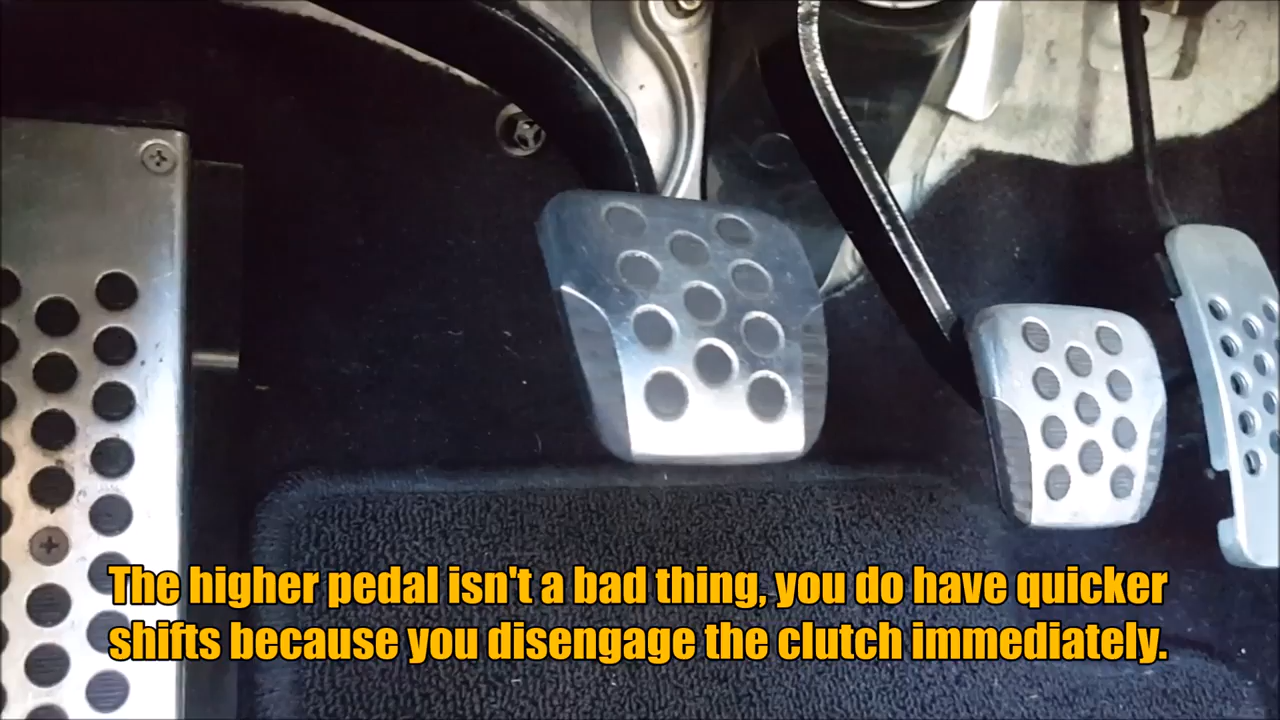 The higher pedal isn't a bad thing, you do have quicker
shifts because you disengage the clutch immediately.